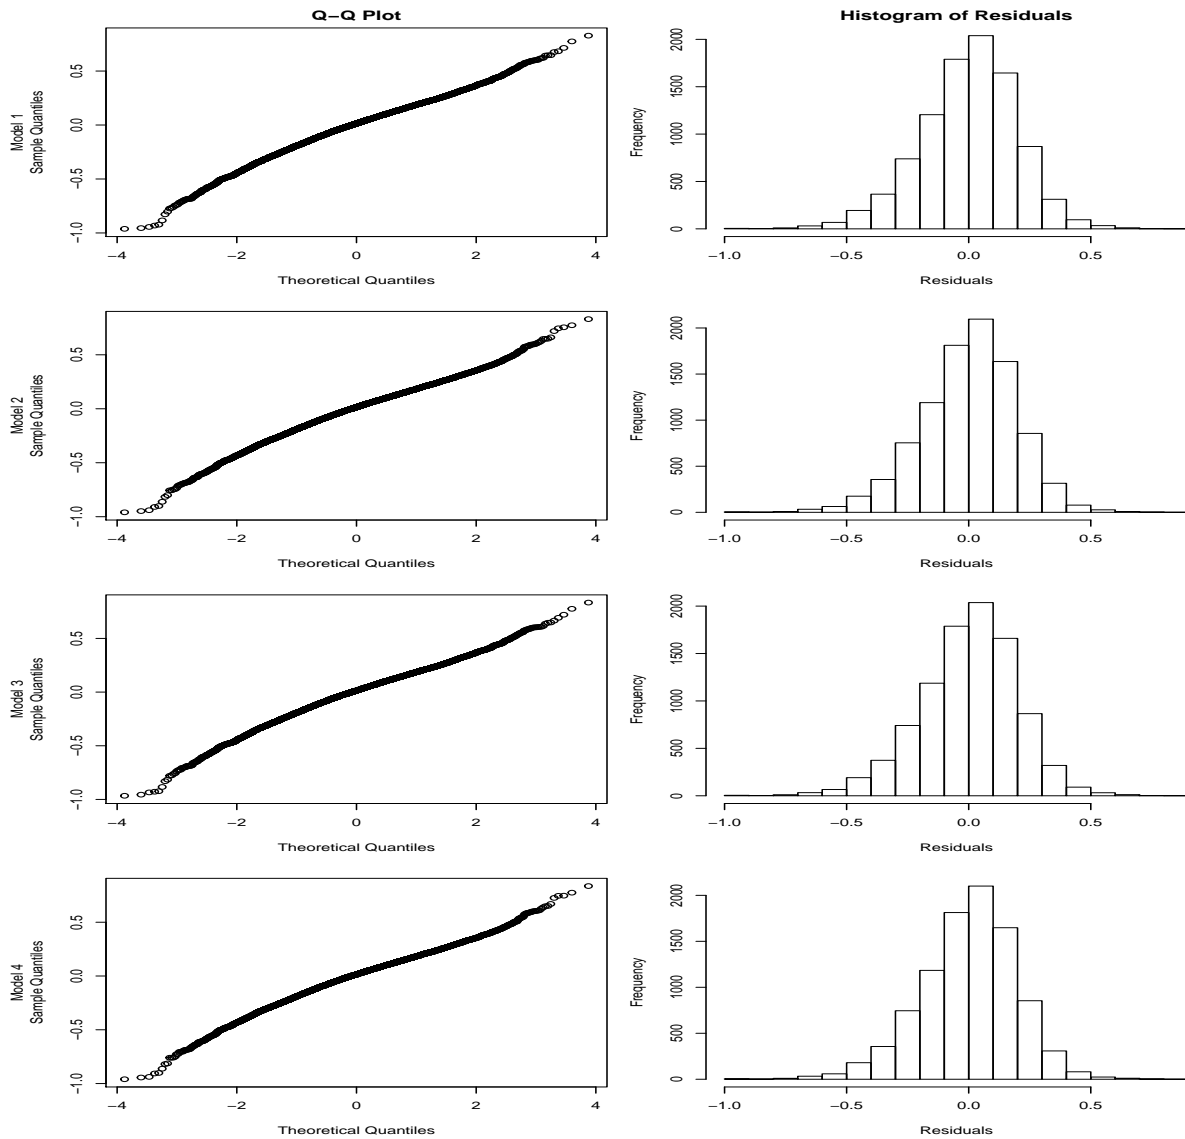 Q−Q Plot
Histogram of Residuals
Model 1
Sample Quantiles
−1.0 −0.5 0.0 0.5
−4 −2 0 2 4
Theoretical Quantiles
Frequency
0 500 1000 1500 2000
−1.0 −0.5 0.0 0.5
Residuals
Model 2
Sample Quantiles
−1.0 −0.5 0.0 0.5
−4 −2 0 2 4
Theoretical Quantiles
Frequency
0 500 1000 1500 2000
−1.0 −0.5 0.0 0.5
Residuals
Model 3
Sample Quantiles
−1.0 −0.5 0.0 0.5
−4 −2 0 2 4
Theoretical Quantiles
Frequency
0 500 1000 1500 2000
−1.0 −0.5 0.0 0.5
Residuals
Model 4
Sample Quantiles
−1.0 −0.5 0.0 0.5
−4 −2 0 2 4
Theoretical Quantiles
Frequency
0 500 1000 1500 2000
−1.0 −0.5 0.0 0.5
Residuals